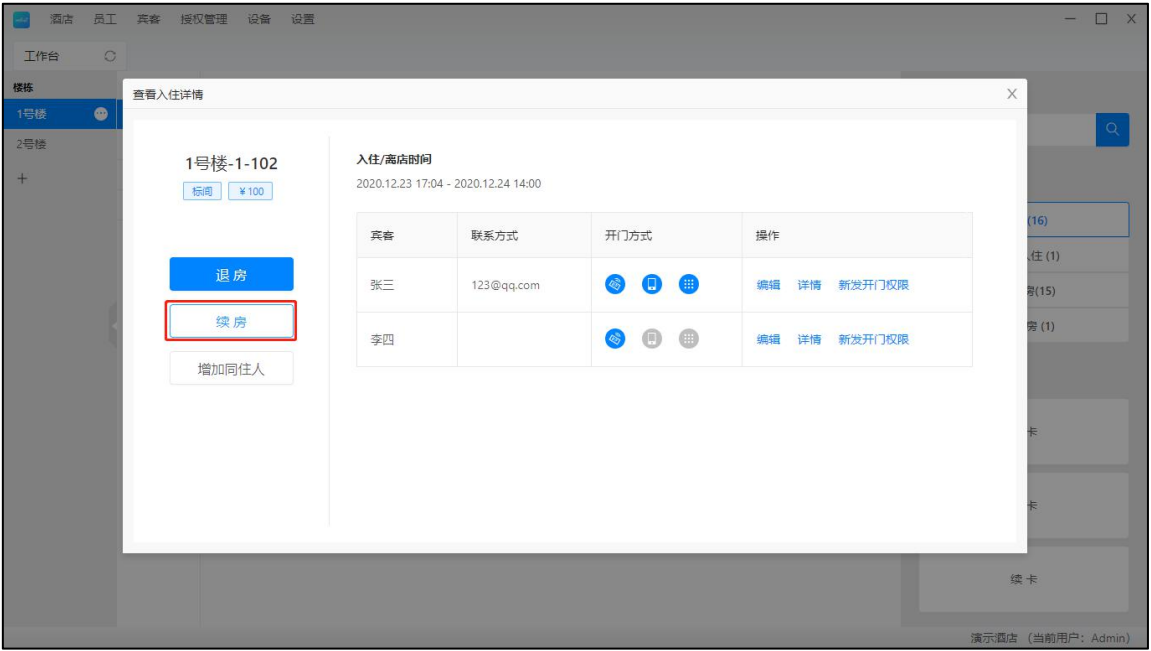 酒店 员工 宾客 授权管理 设备 设置
工作台
楼栋
1号楼
2号楼
查看入住详情
1号楼-1-102
标间 ¥100
退房
续房
增加同住人
入住/离店时间
2020.12.23 17:04 - 2020.12.24 14:00
宾客 联系方式 开门方式 操作
张三 123@qq.com 编辑 详情 新发开门权限
李四 编辑 详情 新发开门权限
(16)
住 (1)
(15)
(1)
卡
卡
续卡
演示酒店 (当前用户: Admin)